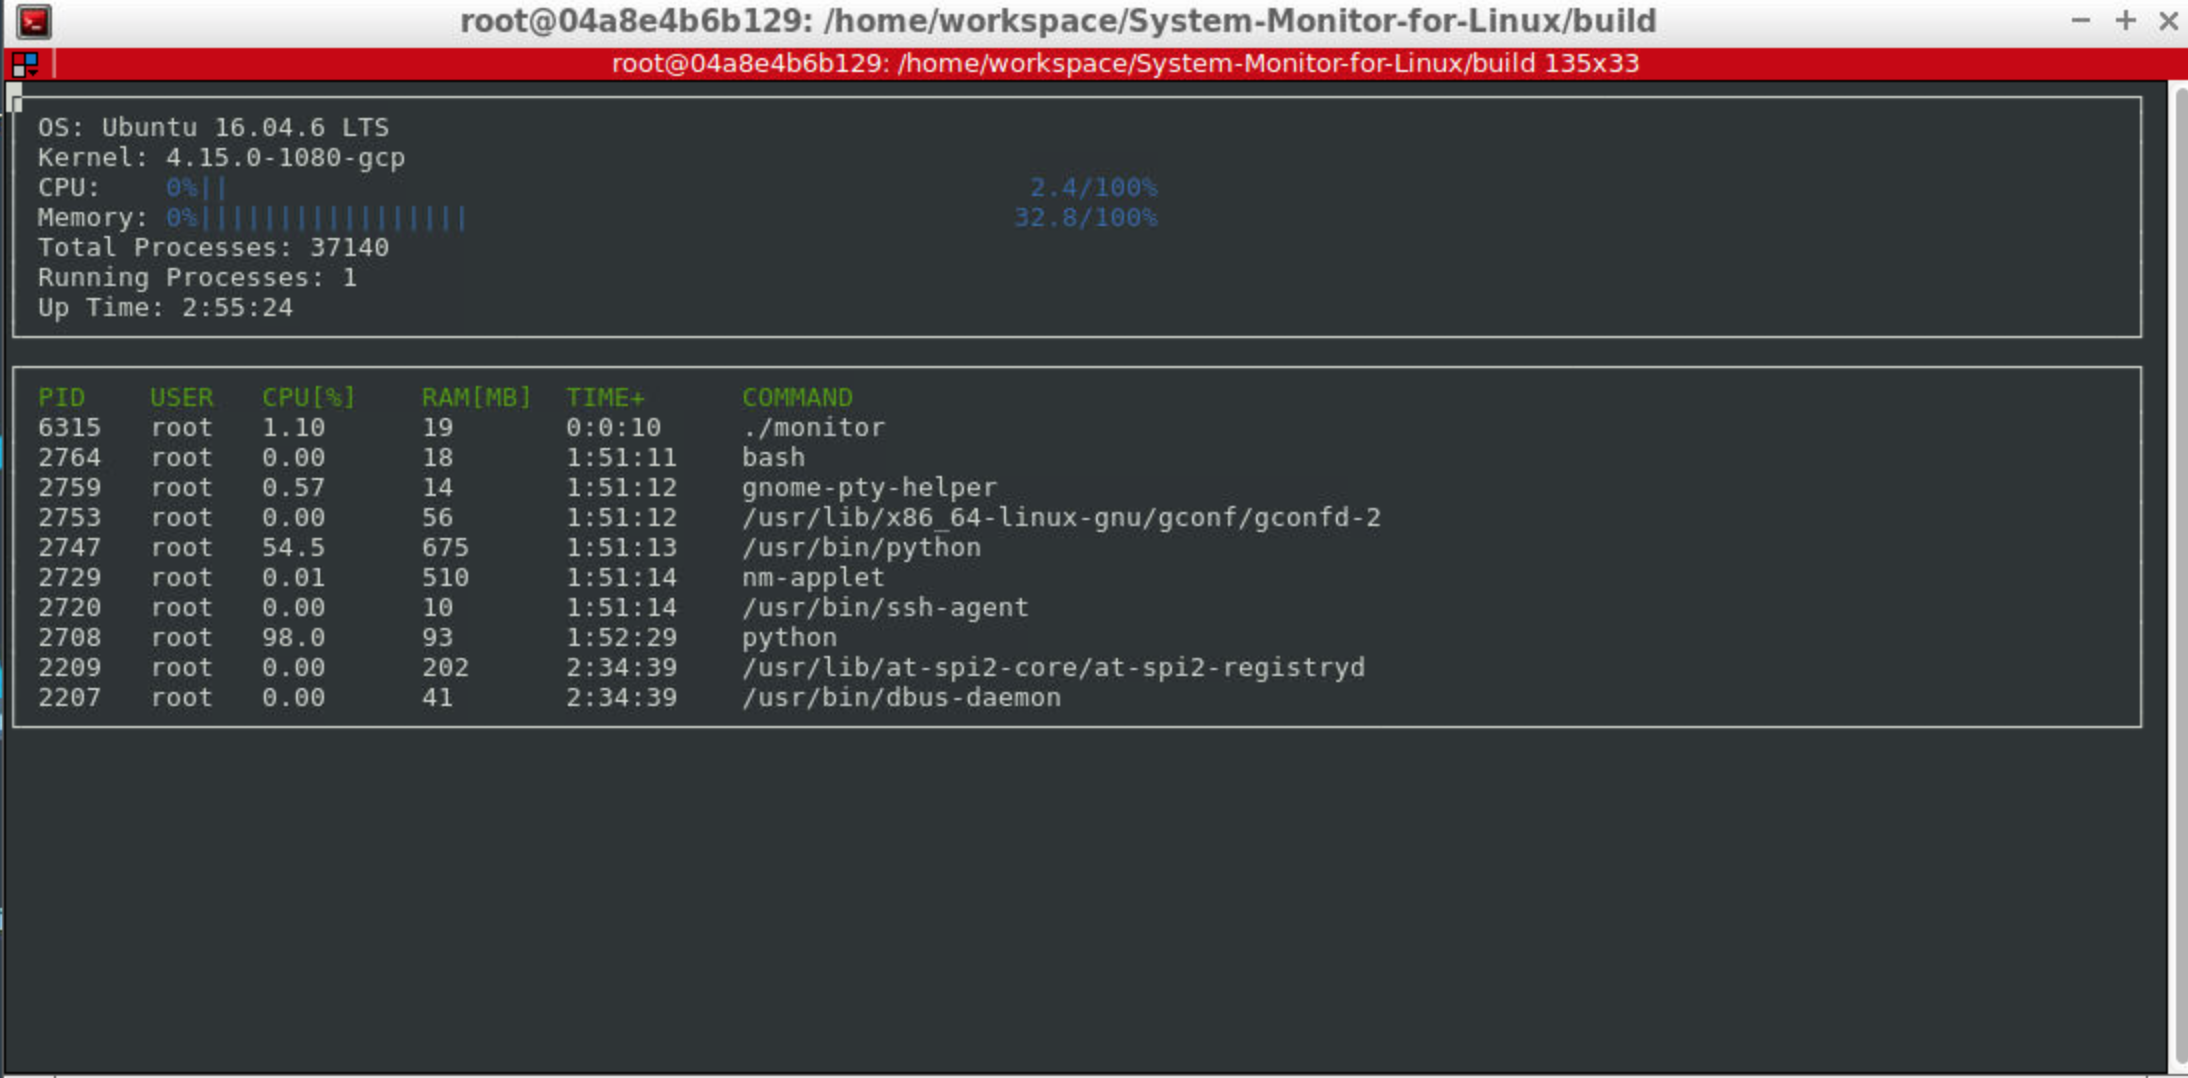 root@04a8e4b6b129: /home/workspace/System-Monitor-for-Linux/build
root@04a8e4b6b129: /home/workspace/System-Monitor-for-Linux/build 135x33
OS: Ubuntu 16.04.6 LTS
Kernel: 4.15.0-1080-gcp
CPU: 0%|| 2.4/100%
Memory: 0%||||||||||||||||| 32.8/100%
Total Processes: 37140
Running Processes: 1
Up Time: 2:55:24
PID USER CPU[%] RAM[MB] TIME+ COMMAND
6315 root 1.10 19 0:0:10 ./monitor
2764 root 0.00 18 1:51:11 bash
2759 root 0.57 14 1:51:12 gnome-pty-helper
2753 root 0.00 56 1:51:12 /usr/lib/x86_64-linux-gnu/gconf/gconfd-2
2747 root 54.5 675 1:51:13 /usr/bin/python
2729 root 0.01 510 1:51:14 nm-applet
2720 root 0.00 10 1:51:14 /usr/bin/ssh-agent
2708 root 98.0 93 1:52:29 python
2209 root 0.00 202 2:34:39 /usr/lib/at-spi2-core/at-spi2-registryd
2207 root 0.00 41 2:34:39 /usr/bin/dbus-daemon